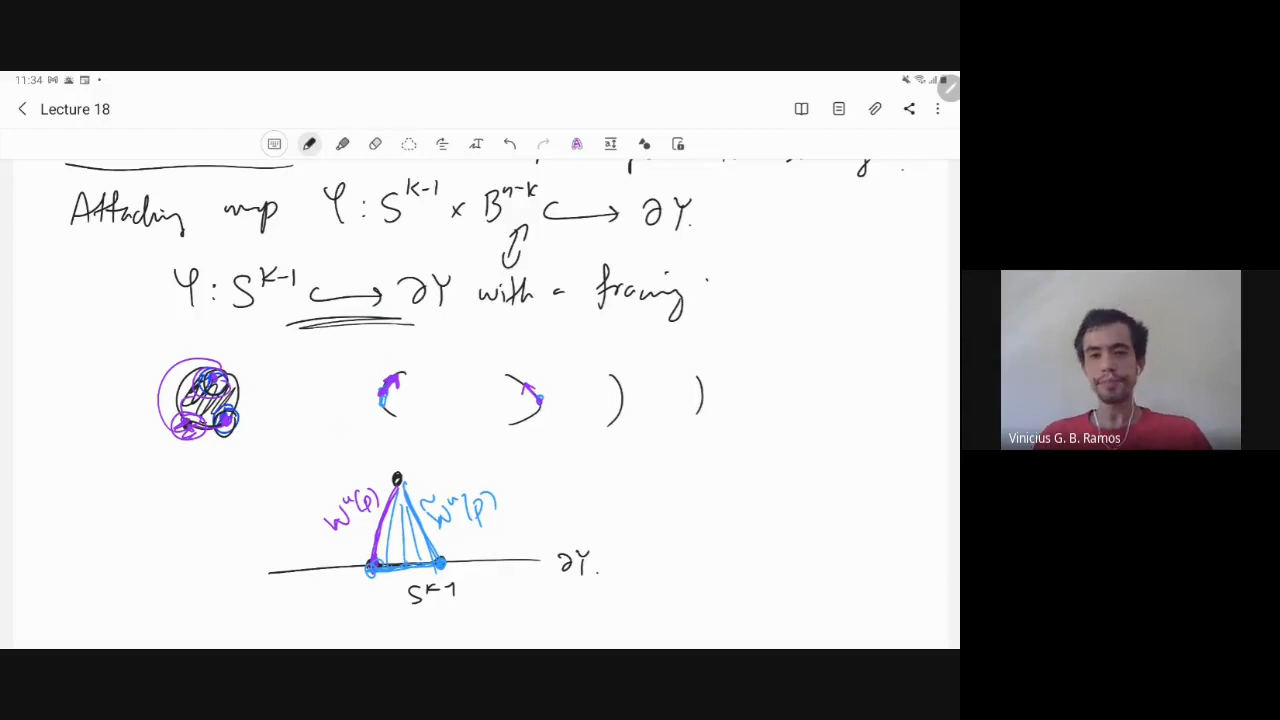 11:34
Lecture 18
Attaching map φ : S^{k-1} × B^{n-k} ↪ ∂Y.
φ : S^{k-1} ↪ ∂Y with a framing.
W^u(p) W̃^u(p)
∂Y.
S^{k-1}
Vinicius G. B. Ramos